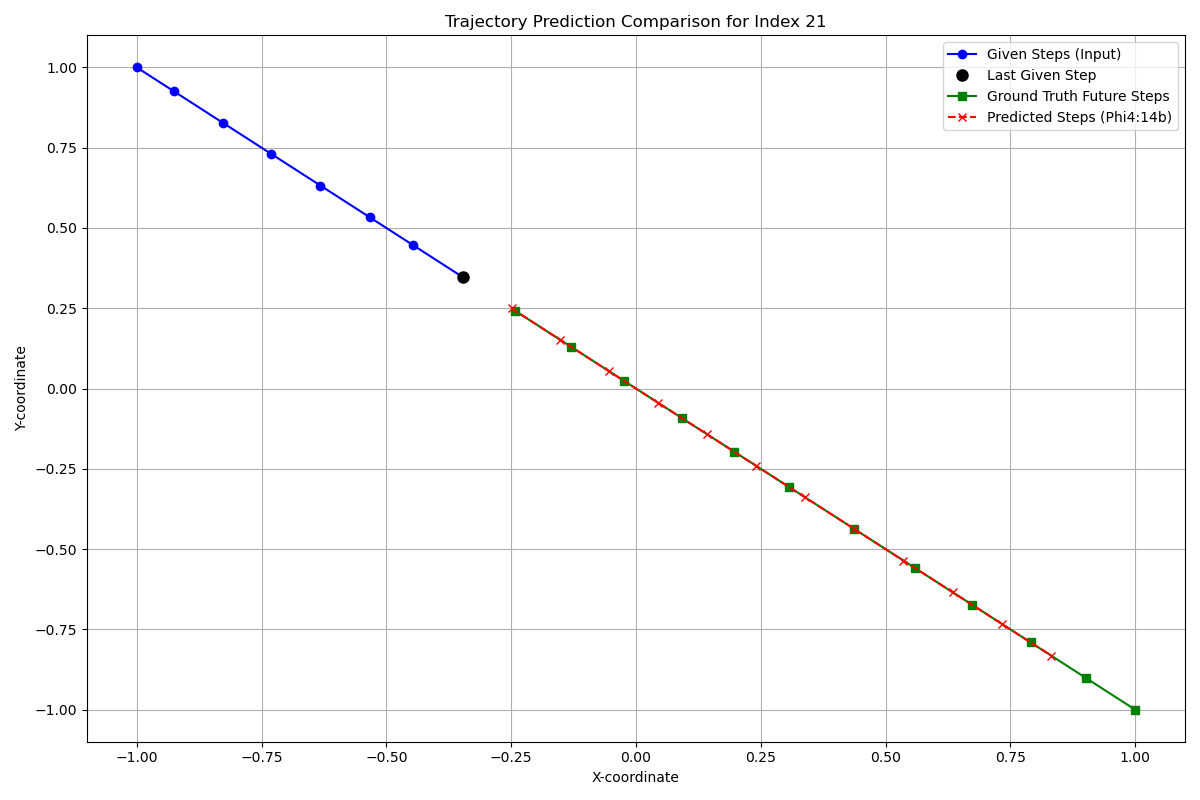 Trajectory Prediction Comparison for Index 21
Given Steps (Input)
Last Given Step
Ground Truth Future Steps
Predicted Steps (Phi4:14b)
Y-coordinate
1.00
0.75
0.50
0.25
0.00
−0.25
−0.50
−0.75
−1.00
−1.00 −0.75 −0.50 −0.25 0.00 0.25 0.50 0.75 1.00
X-coordinate